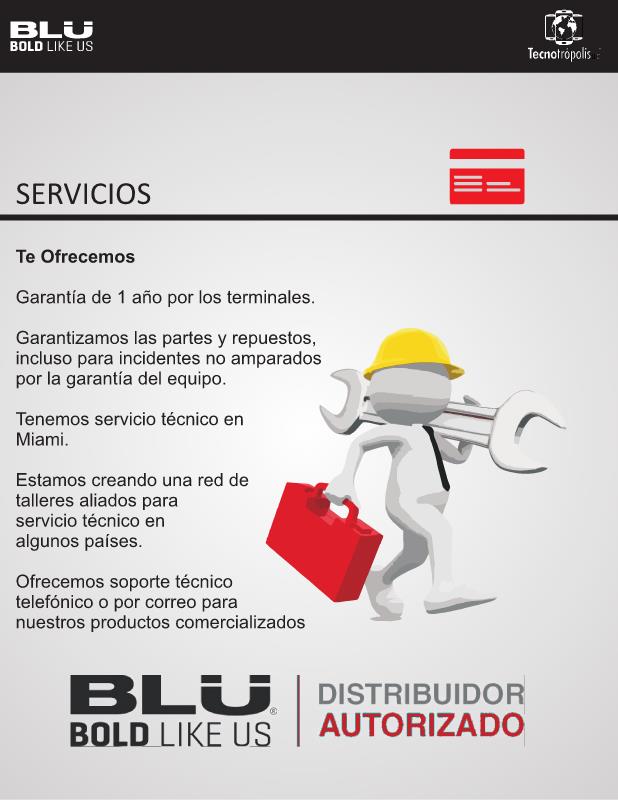 BLU
BOLD LIKE US
Tecnotrópolis
SERVICIOS
Te Ofrecemos
Garantía de 1 año por los terminales.
Garantizamos las partes y repuestos,
incluso para incidentes no amparados
por la garantía del equipo.
Tenemos servicio técnico en
Miami.
Estamos creando una red de
talleres aliados para
servicio técnico en
algunos países.
Ofrecemos soporte técnico
telefónico o por correo para
nuestros productos comercializados
BLU®
BOLD LIKE US
DISTRIBUIDOR
AUTORIZADO